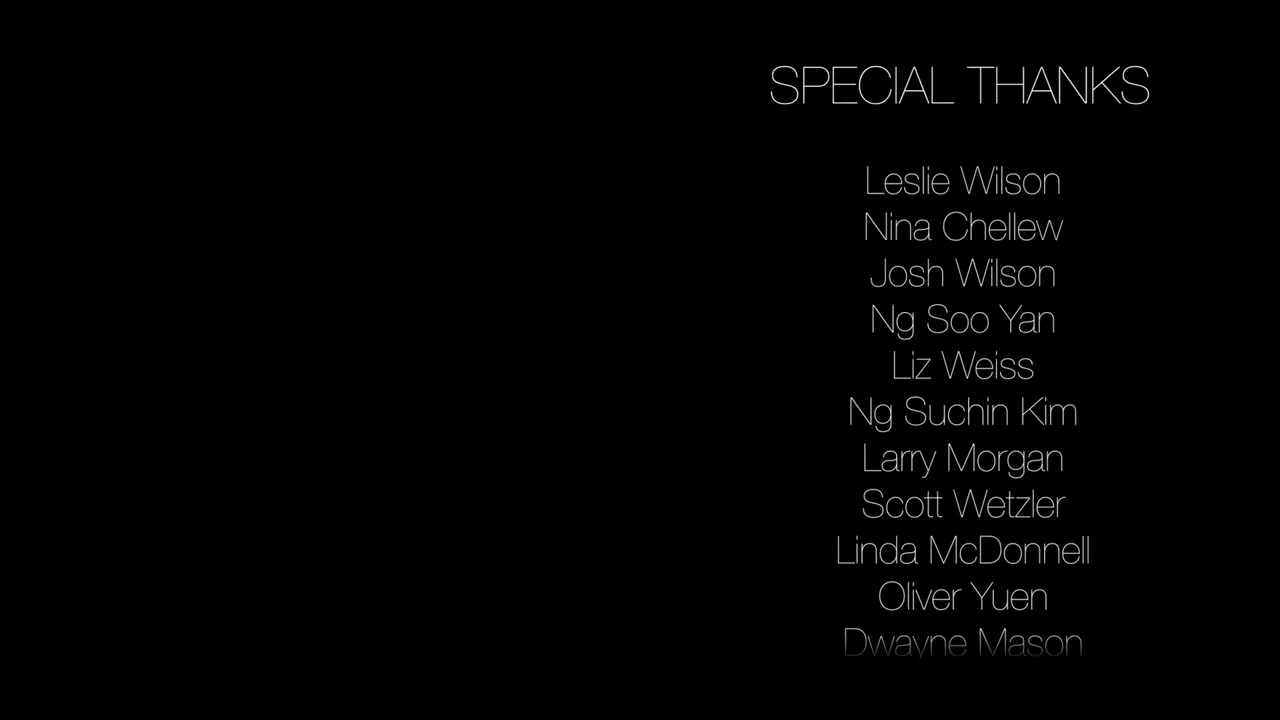 SPECIAL THANKS
Leslie Wilson
Nina Chellew
Josh Wilson
Ng Soo Yan
Liz Weiss
Ng Suchin Kim
Larry Morgan
Scott Wetzler
Linda McDonnell
Oliver Yuen
Dwayne Mason